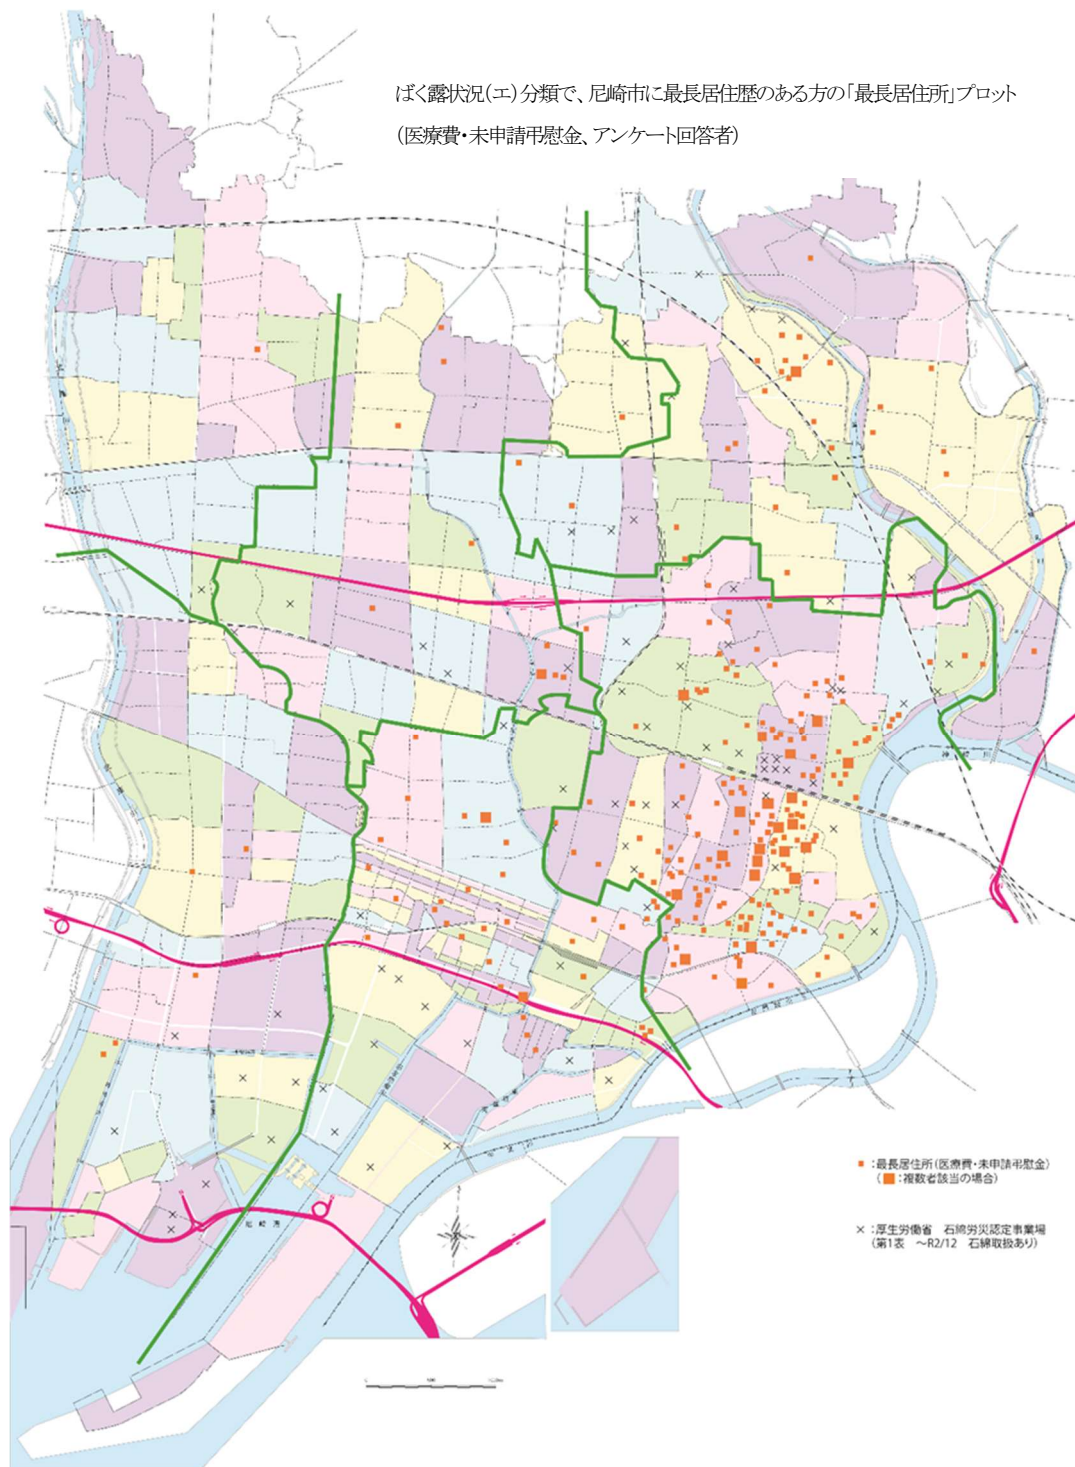 ばく露状況(エ)分類で、尼崎市に最長居住歴のある方の「最長居住所」プロット
(医療費・未申請弔慰金、アンケート回答者)
:最長居住所(医療費・未申請弔慰金)
( :複数者該当の場合)
× :厚生労働省 石綿労災認定事業場
(第1表 ～R2/12 石綿取扱あり)